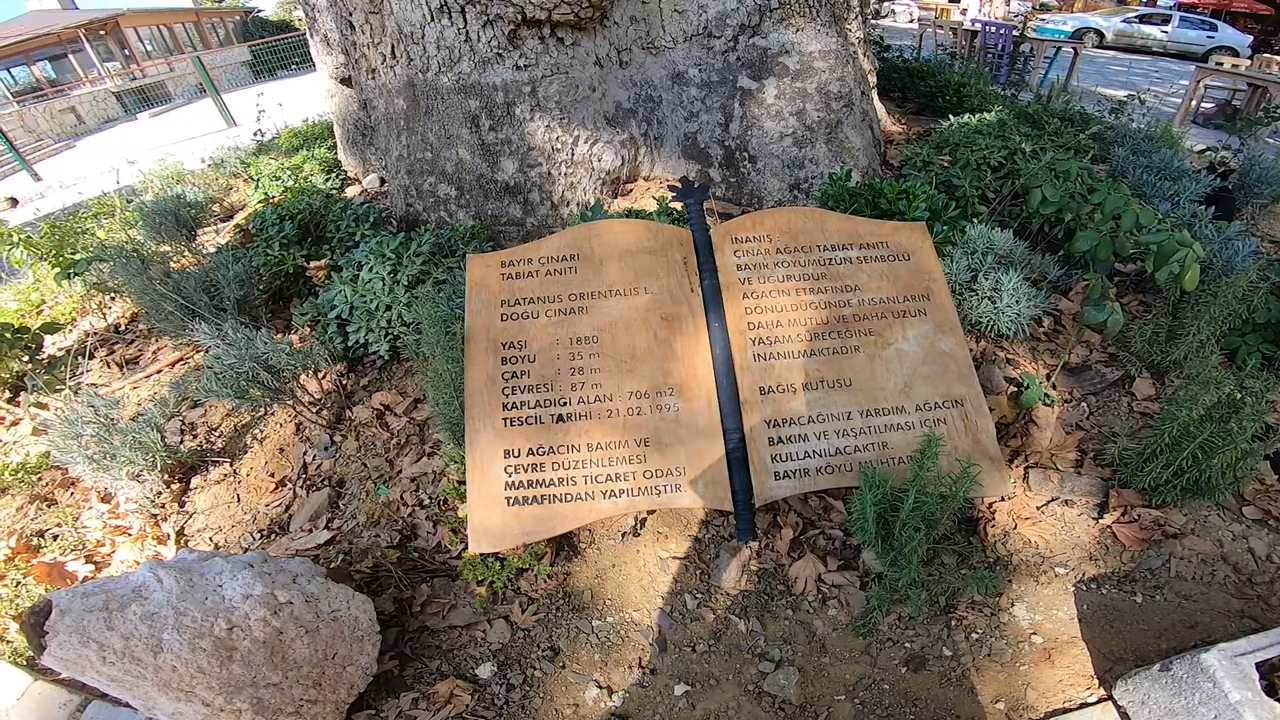 BAYIR ÇINARI
TABİAT ANITI
PLATANUS ORIENTALIS L.
DOĞU ÇINARI
YAŞI : 1880
BOYU : 35 m
ÇAPI : 28 m
ÇEVRESİ : 87 m
KAPLADIĞI ALAN : 706 m2
TESCİL TARİHİ : 21.02.1995
BU AĞACIN BAKIM VE
ÇEVRE DÜZENLEMESİ
MARMARİS TİCARET ODASI
TARAFINDAN YAPILMIŞTIR.
İNANIŞ :
ÇINAR AĞACI TABİAT ANITI
BAYIR KÖYÜMÜZÜN SEMBOLÜ
VE UĞURUDUR.
AĞACIN ETRAFINDA
DÖNÜLDÜĞÜNDE İNSANLARIN
DAHA MUTLU VE DAHA UZUN
YAŞAM SÜRECEĞİNE
İNANILMAKTADIR.
BAĞIŞ KUTUSU
YAPACAĞINIZ YARDIM, AĞACIN
BAKIM VE YAŞATILMASI İÇİN
KULLANILACAKTIR.
BAYIR KÖYÜ